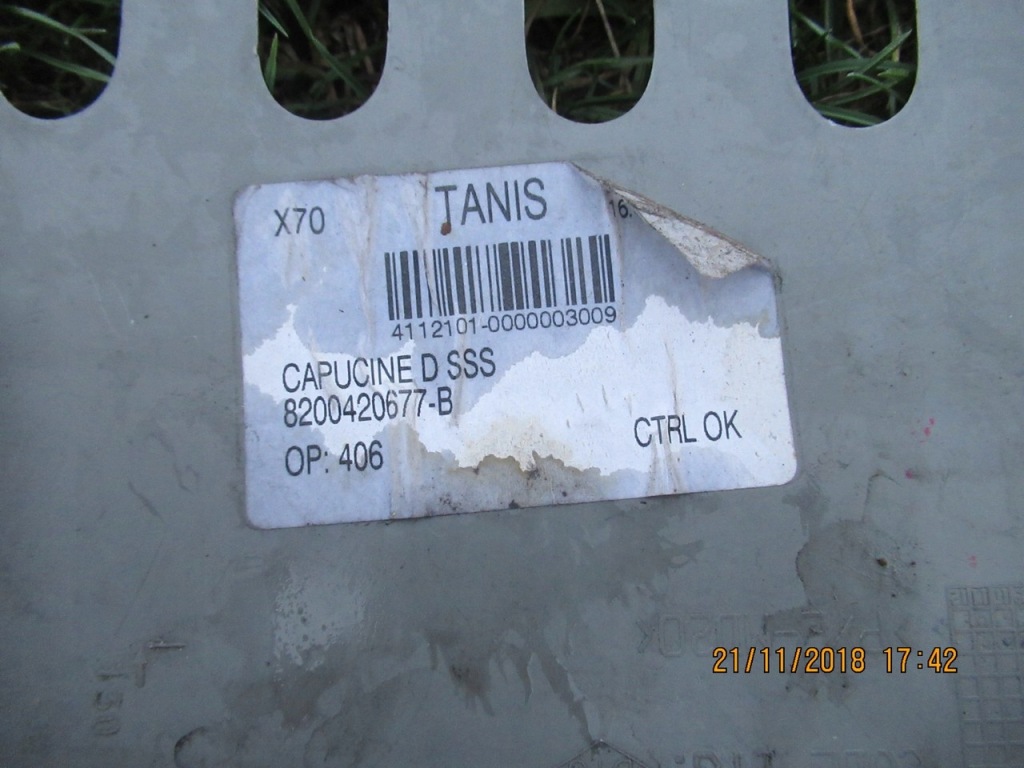 X70
TANIS
16.
4112101-0000003009
CAPUCINE D SSS
8200420677-B
OP: 406
CTRL OK
21/11/2018 17:42